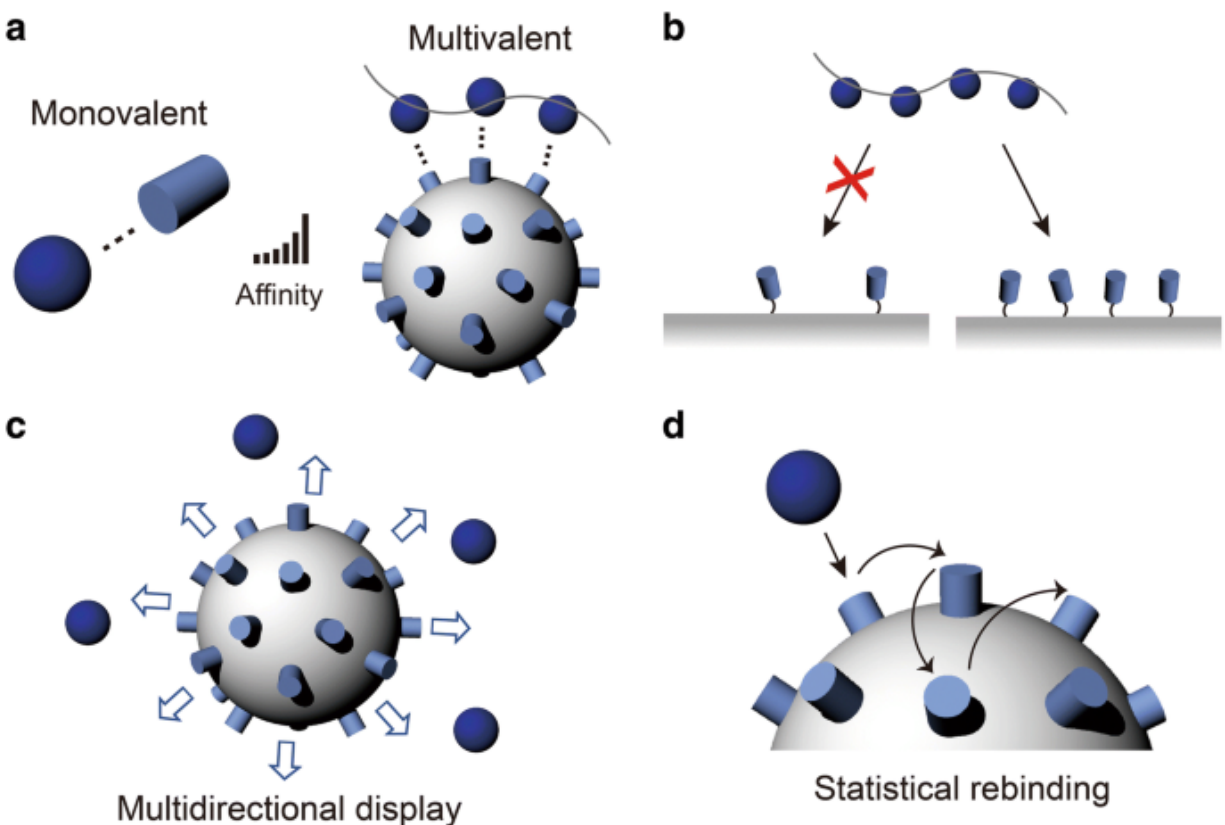 a
Multivalent
Monovalent
Affinity
b
c
Multidirectional display
d
Statistical rebinding